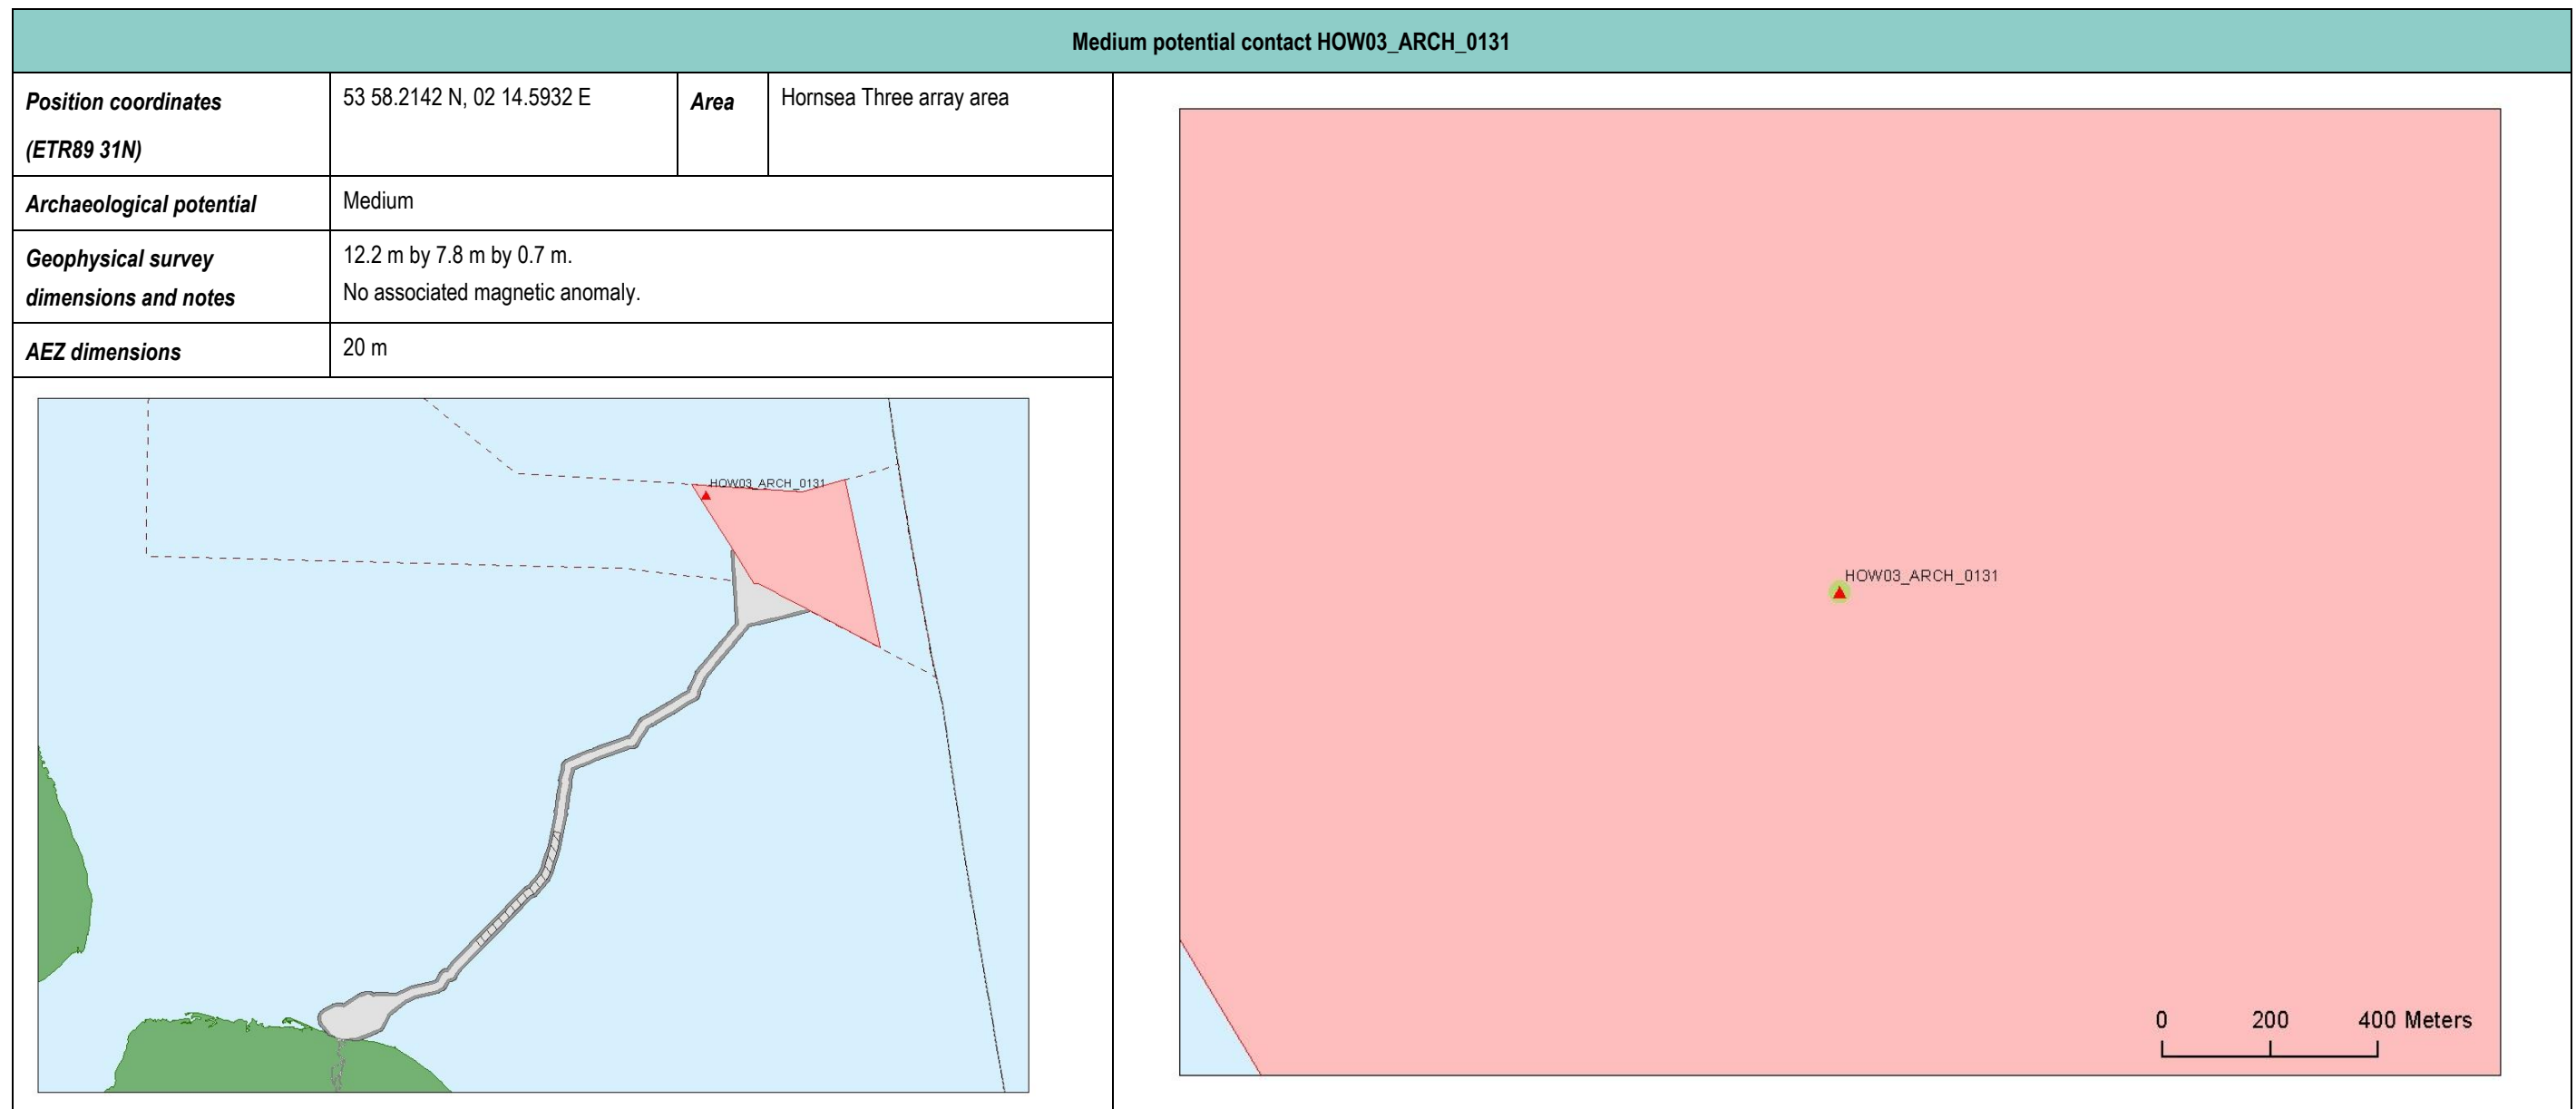 Medium potential contact HOW03_ARCH_0131
Position coordinates
(ETR89 31N)
53 58.2142 N, 02 14.5932 E
Area
Hornsea Three array area
Archaeological potential
Medium
Geophysical survey
dimensions and notes
12.2 m by 7.8 m by 0.7 m.
No associated magnetic anomaly.
AEZ dimensions
20 m
HOW03_ARCH_0131
HOW03_ARCH_0131
0 200 400 Meters